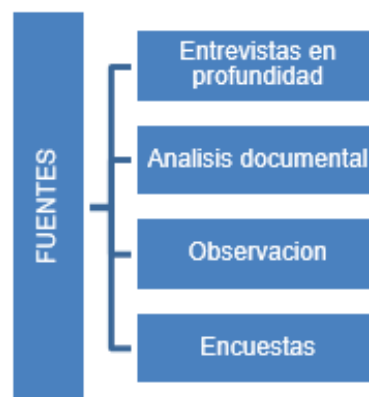 FUENTES
Entrevistas en
profundidad
Analisis documental
Observacion
Encuestas